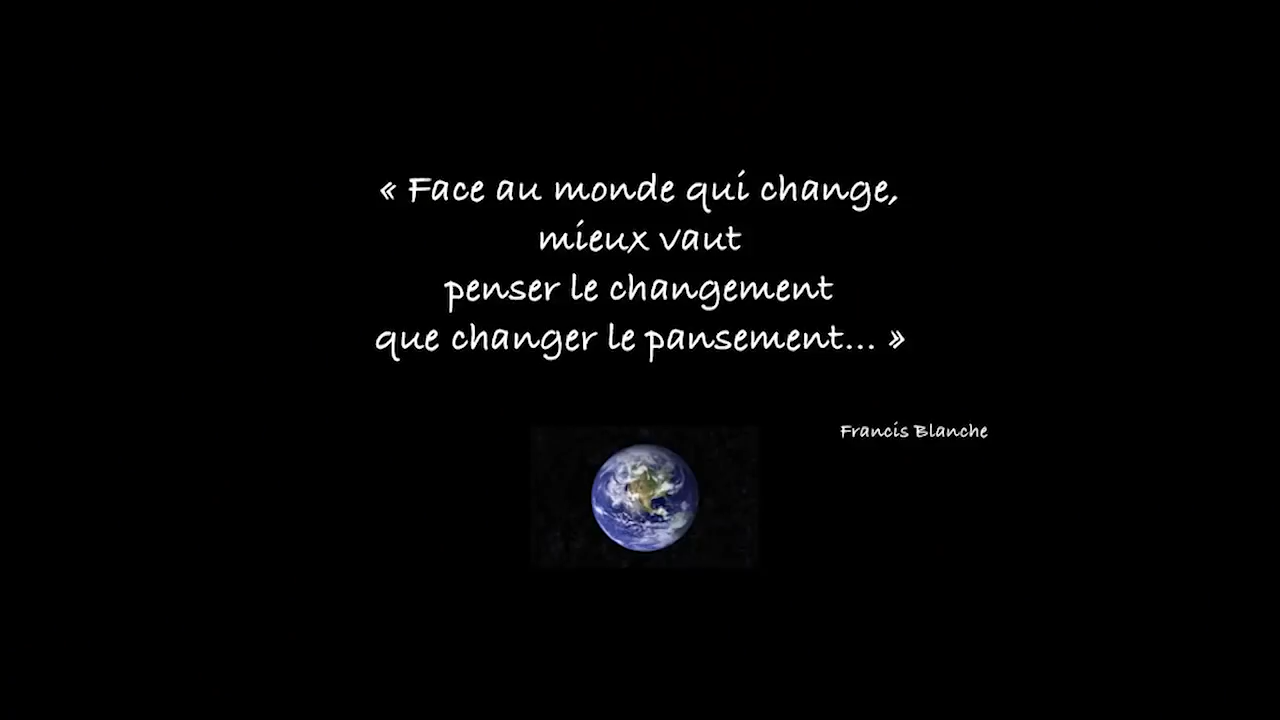 « Face au monde qui change,
mieux vaut
penser le changement
que changer le pansement... »
Francis Blanche